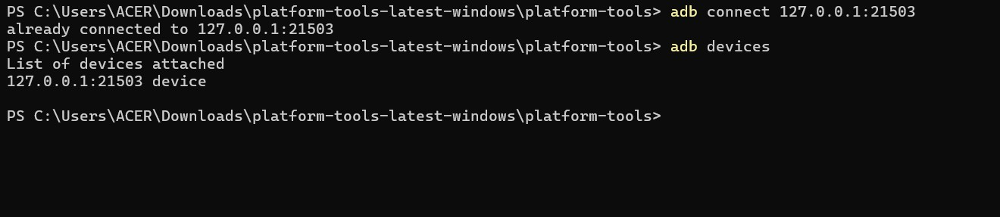 PS C:\Users\ACER\Downloads\platform-tools-latest-windows\platform-tools> adb connect 127.0.0.1:21503
already connected to 127.0.0.1:21503
PS C:\Users\ACER\Downloads\platform-tools-latest-windows\platform-tools> adb devices
List of devices attached
127.0.0.1:21503 device
PS C:\Users\ACER\Downloads\platform-tools-latest-windows\platform-tools>